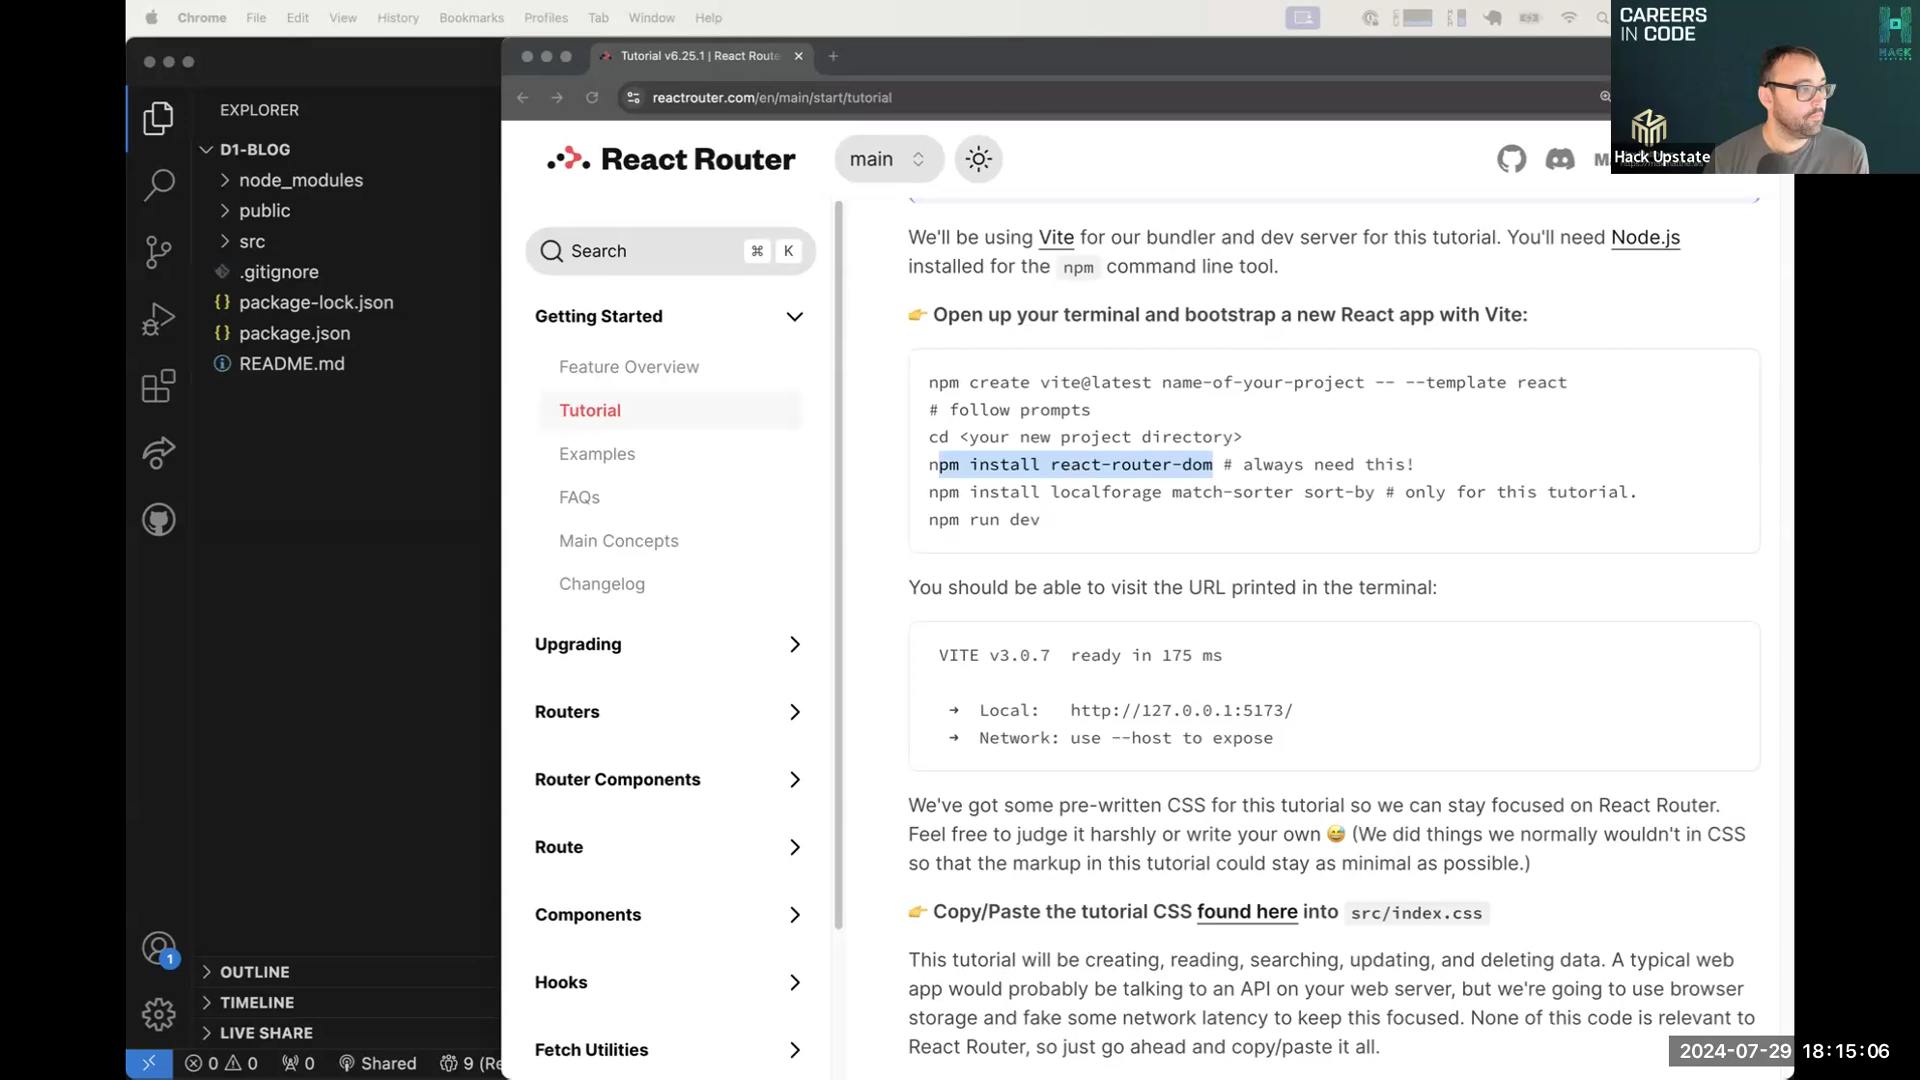 Chrome File Edit View History Bookmarks Profiles Tab Window Help
CAREERS
IN CODE
HACK
UPSTATE
Hack Upstate
Tutorial v6.25.1 | React Route
reactrouter.com/en/main/start/tutorial
EXPLORER
D1-BLOG
node_modules
public
src
.gitignore
package-lock.json
package.json
README.md
OUTLINE
TIMELINE
LIVE SHARE
1
0 0 0 Shared 9 (Re
React Router
main
M
Search ⌘ K
Getting Started
Feature Overview
Tutorial
Examples
FAQs
Main Concepts
Changelog
Upgrading
Routers
Router Components
Route
Components
Hooks
Fetch Utilities
We'll be using Vite for our bundler and dev server for this tutorial. You'll need Node.js
installed for the npm command line tool.
👉 Open up your terminal and bootstrap a new React app with Vite:
npm create vite@latest name-of-your-project -- --template react
# follow prompts
cd <your new project directory>
npm install react-router-dom # always need this!
npm install localforage match-sorter sort-by # only for this tutorial.
npm run dev
You should be able to visit the URL printed in the terminal:
VITE v3.0.7 ready in 175 ms
➜ Local: http://127.0.0.1:5173/
➜ Network: use --host to expose
We've got some pre-written CSS for this tutorial so we can stay focused on React Router.
Feel free to judge it harshly or write your own 😅 (We did things we normally wouldn't in CSS
so that the markup in this tutorial could stay as minimal as possible.)
👉 Copy/Paste the tutorial CSS found here into src/index.css
This tutorial will be creating, reading, searching, updating, and deleting data. A typical web
app would probably be talking to an API on your web server, but we're going to use browser
storage and fake some network latency to keep this focused. None of this code is relevant to
React Router, so just go ahead and copy/paste it all.
2024-07-29 18:15:06